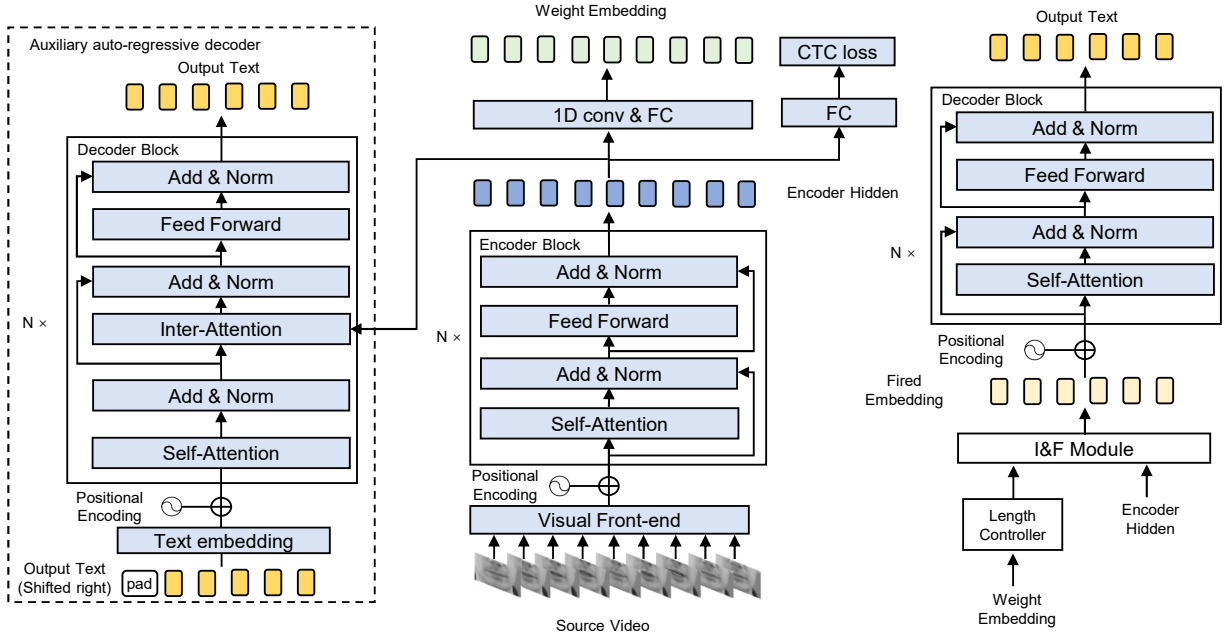 Auxiliary auto-regressive decoder
Output Text
Decoder Block
Add & Norm
Feed Forward
Add & Norm
Inter-Attention
N ×
Add & Norm
Self-Attention
Positional
Encoding
Text embedding
Output Text
(Shifted right)
pad
Weight Embedding
CTC loss
1D conv & FC
FC
Encoder Hidden
Encoder Block
Add & Norm
Feed Forward
N ×
Add & Norm
Self-Attention
Positional
Encoding
Visual Front-end
Source Video
Output Text
Decoder Block
Add & Norm
Feed Forward
Add & Norm
N ×
Self-Attention
Positional
Encoding
Fired
Embedding
I&F Module
Length
Controller
Encoder
Hidden
Weight
Embedding